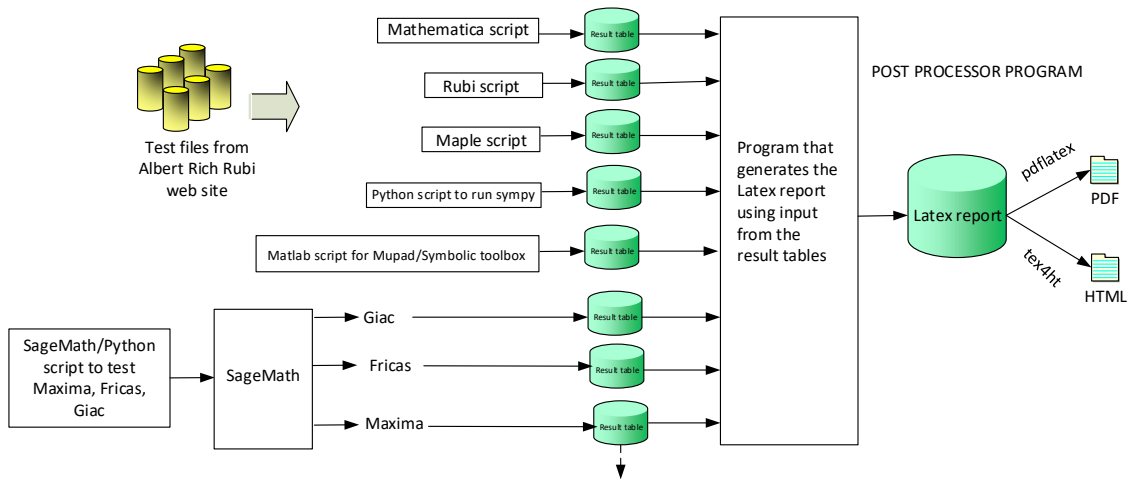 Mathematica script
Result table
Rubi script
Result table
Maple script
Result table
Python script to run sympy
Result table
Matlab script for Mupad/Symbolic toolbox
Result table
Test files from
Albert Rich Rubi
web site
SageMath/Python
script to test
Maxima, Fricas,
Giac
SageMath
Giac
Result table
Fricas
Result table
Maxima
Result table
Program that
generates the
Latex report
using input
from the
result tables
POST PROCESSOR PROGRAM
Latex report
pdflatex
PDF
tex4ht
HTML